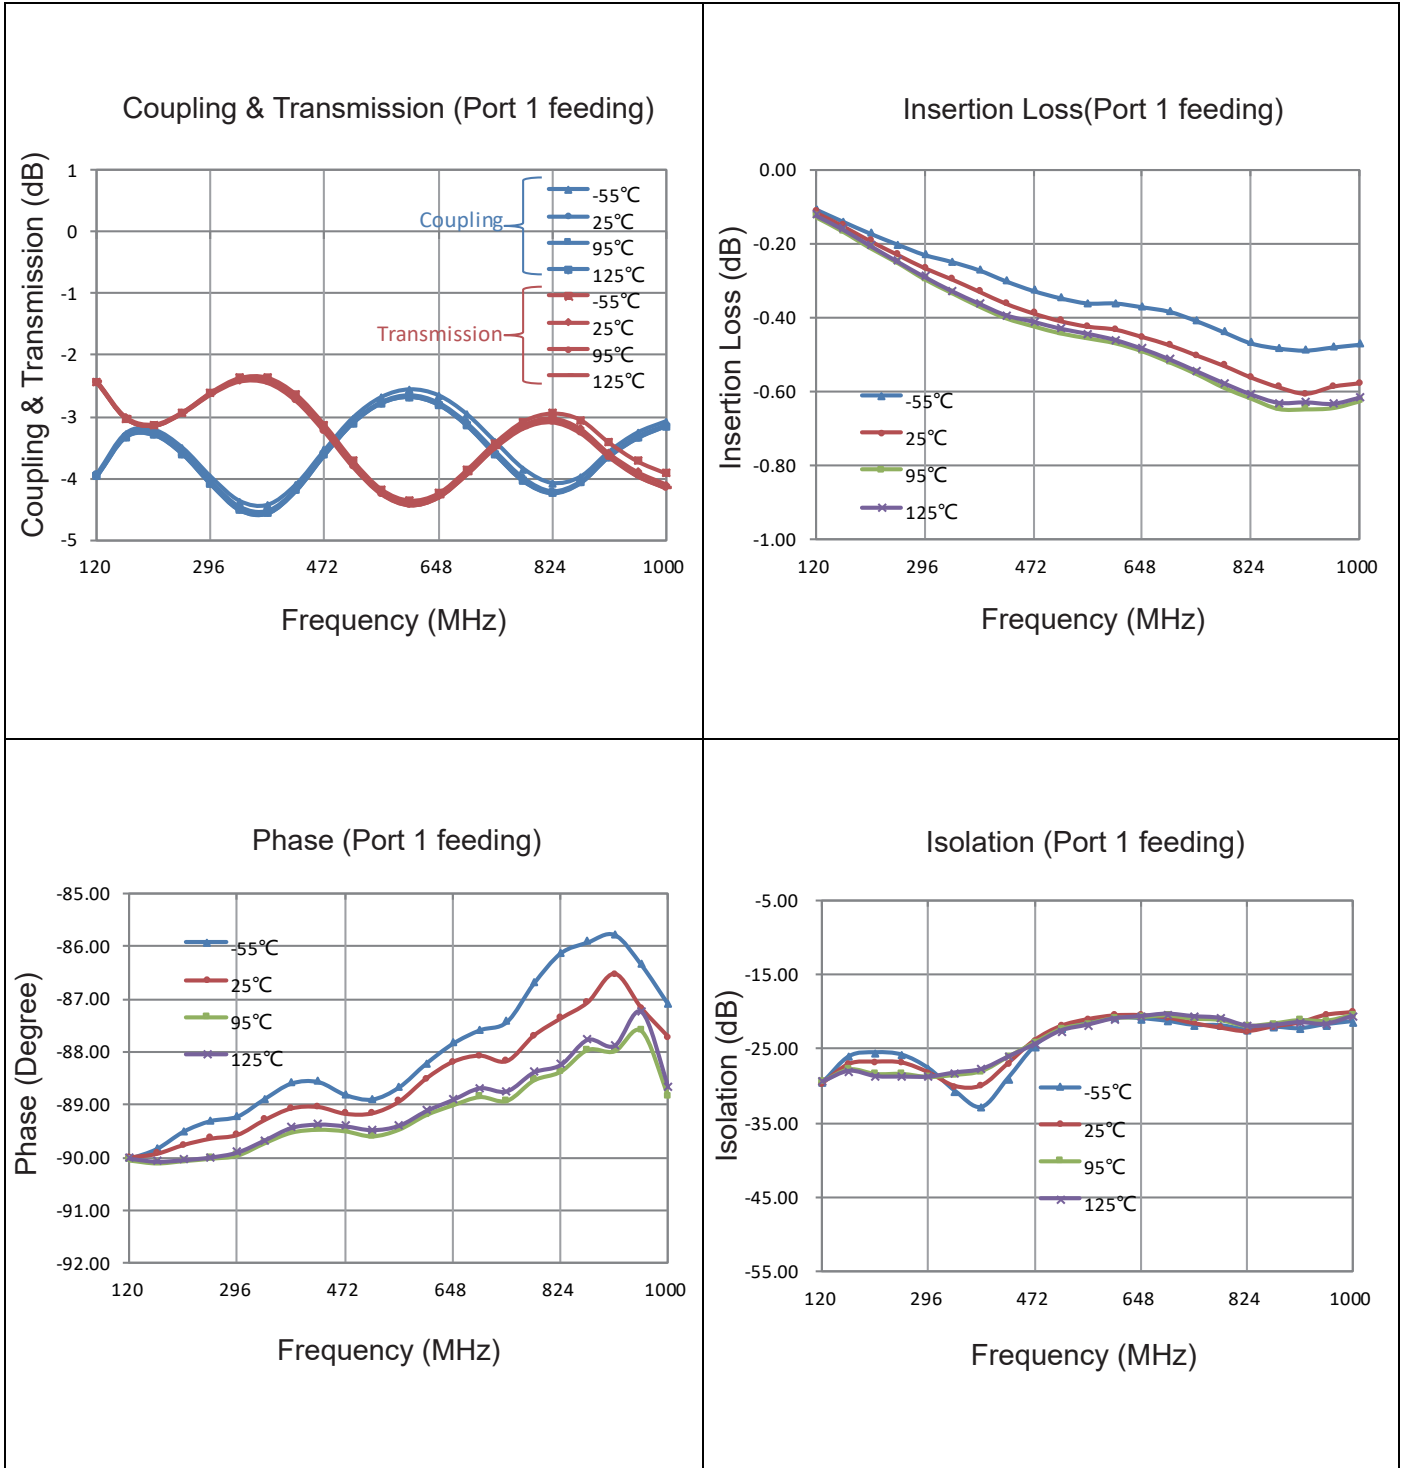 Coupling & Transmission (Port 1 feeding)
Coupling & Transmission (dB)
1
0
-1
-2
-3
-4
-5
Coupling
-55℃
25℃
95℃
125℃
Transmission
-55℃
25℃
95℃
125℃
120 296 472 648 824 1000
Frequency (MHz)
Insertion Loss(Port 1 feeding)
Insertion Loss (dB)
0.00
-0.20
-0.40
-0.60
-0.80
-1.00
-55℃
25℃
95℃
125℃
120 296 472 648 824 1000
Frequency (MHz)
Phase (Port 1 feeding)
Phase (Degree)
-85.00
-86.00
-87.00
-88.00
-89.00
-90.00
-91.00
-92.00
-55℃
25℃
95℃
125℃
120 296 472 648 824 1000
Frequency (MHz)
Isolation (Port 1 feeding)
Isolation (dB)
-5.00
-15.00
-25.00
-35.00
-45.00
-55.00
-55℃
25℃
95℃
125℃
120 296 472 648 824 1000
Frequency (MHz)